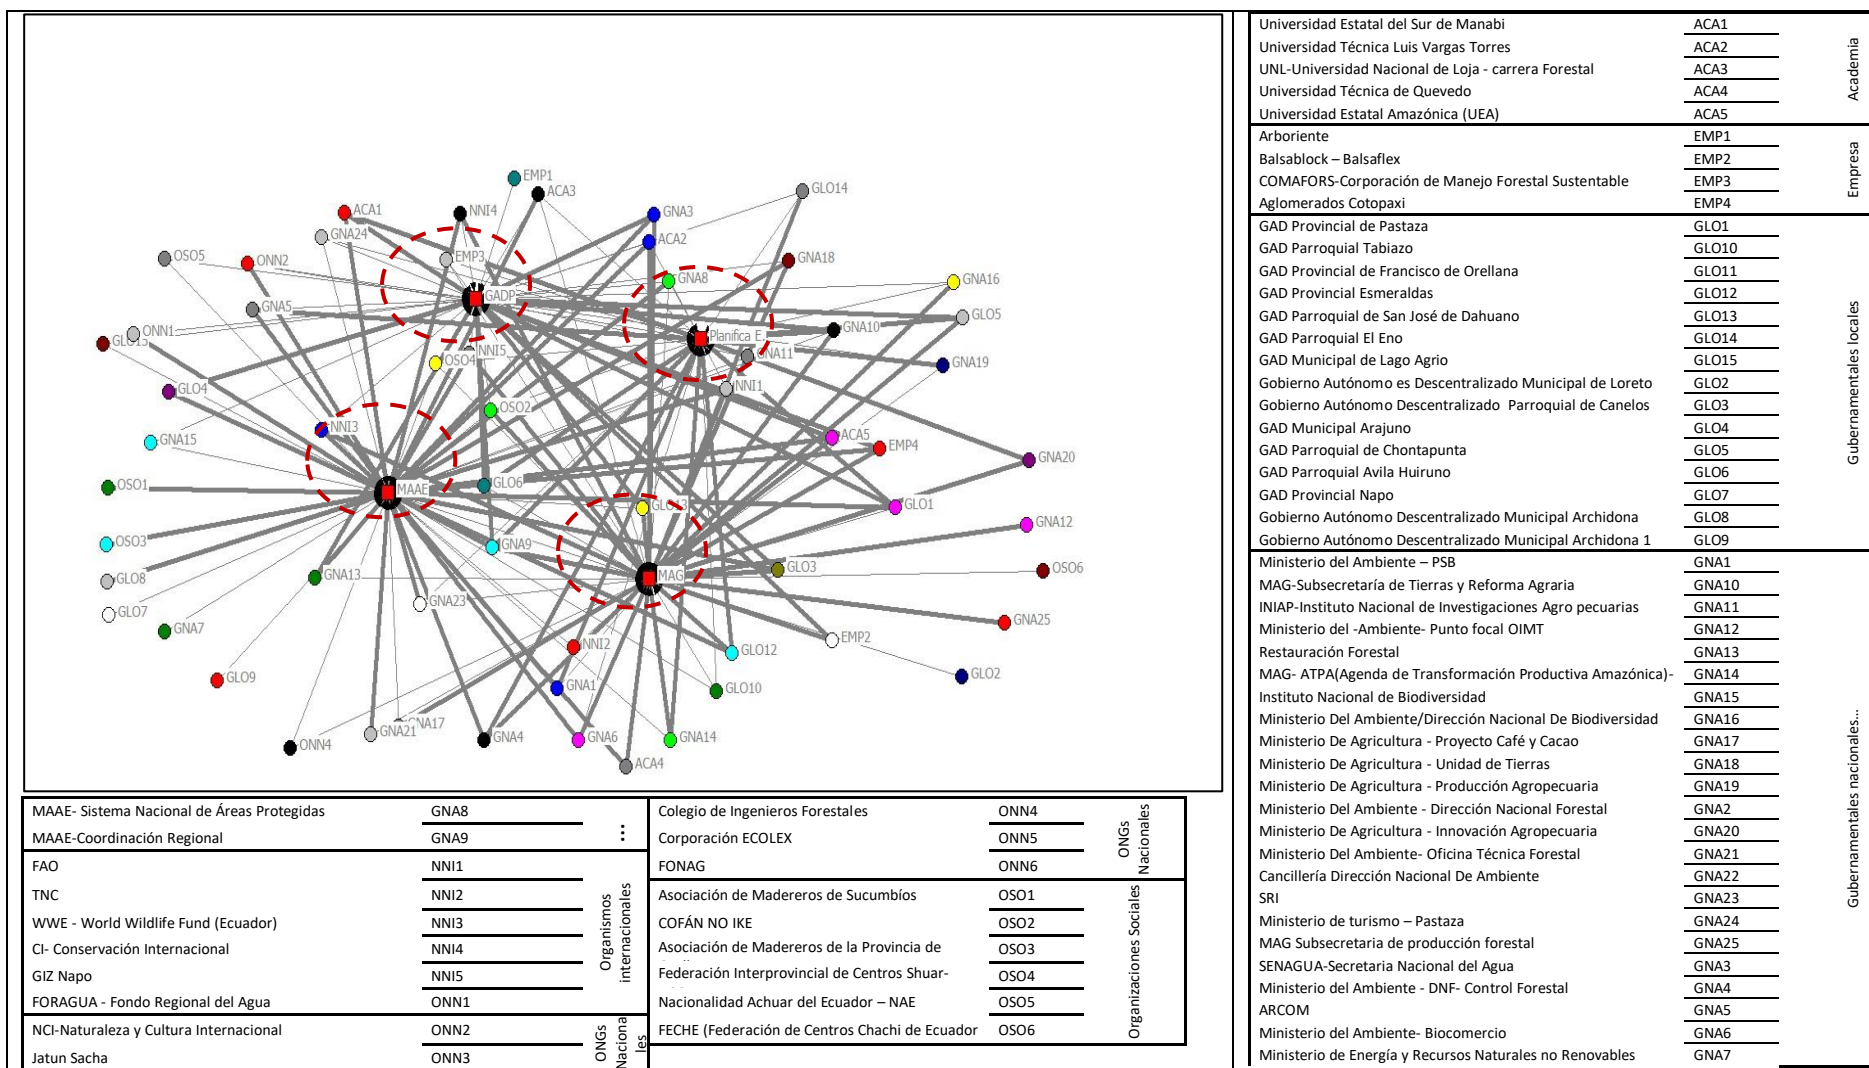 EMP1
ACA3
GLO14
ACA1
NNI4
GNA3
GNA24
ACA2
OSO5
ONN2
EMP3
GNA18
GNA8
GNA16
GADP
GNA5
GLO5
ONN1
GNA10
Planifica E.
GLO15
NNI5
GNA11
OSO4
GNA19
GLO4
NNI1
OSO2
NNI3
ACA5
GNA15
EMP4
GNA20
OSO1
MAAE
GLO6
GLO13
GLO1
GNA12
OSO3
GNA9
GLO8
GNA13
MAG
GLO3
OSO6
GLO7
GNA23
GNA25
GNA7
NNI2
EMP2
GLO12
GLO9
GNA1
GLO10
GLO2
GNA17
GNA21
ONN4
GNA4
GNA6
GNA14
ACA4
MAAE- Sistema Nacional de Áreas Protegidas GNA8
MAAE-Coordinación Regional GNA9
...
FAO NNI1
TNC NNI2
WWE - World Wildlife Fund (Ecuador) NNI3
CI- Conservación Internacional NNI4
GIZ Napo NNI5
FORAGUA - Fondo Regional del Agua ONN1
Organismos
internacionales
NCI-Naturaleza y Cultura Internacional ONN2
Jatun Sacha ONN3
ONGs
Naciona
les
Colegio de Ingenieros Forestales ONN4
Corporación ECOLEX ONN5
FONAG ONN6
ONGs
Nacionales
Asociación de Madereros de Sucumbíos OSO1
COFÁN NO IKE OSO2
Asociación de Madereros de la Provincia de OSO3
Federación Interprovincial de Centros Shuar- OSO4
Nacionalidad Achuar del Ecuador – NAE OSO5
FECHE (Federación de Centros Chachi de Ecuador OSO6
Organizaciones Sociales
Universidad Estatal del Sur de Manabi ACA1
Universidad Técnica Luis Vargas Torres ACA2
UNL-Universidad Nacional de Loja - carrera Forestal ACA3
Universidad Técnica de Quevedo ACA4
Universidad Estatal Amazónica (UEA) ACA5
Academia
Arboriente EMP1
Balsablock – Balsaflex EMP2
COMAFORS-Corporación de Manejo Forestal Sustentable EMP3
Aglomerados Cotopaxi EMP4
Empresa
GAD Provincial de Pastaza GLO1
GAD Parroquial Tabiazo GLO10
GAD Provincial de Francisco de Orellana GLO11
GAD Provincial Esmeraldas GLO12
GAD Parroquial de San José de Dahuano GLO13
GAD Parroquial El Eno GLO14
GAD Municipal de Lago Agrio GLO15
Gobierno Autónomo es Descentralizado Municipal de Loreto GLO2
Gobierno Autónomo Descentralizado Parroquial de Canelos GLO3
GAD Municipal Arajuno GLO4
GAD Parroquial de Chontapunta GLO5
GAD Parroquial Avila Huiruno GLO6
GAD Provincial Napo GLO7
Gobierno Autónomo Descentralizado Municipal Archidona GLO8
Gobierno Autónomo Descentralizado Municipal Archidona 1 GLO9
Gubernamentales locales
Ministerio del Ambiente – PSB GNA1
MAG-Subsecretaría de Tierras y Reforma Agraria GNA10
INIAP-Instituto Nacional de Investigaciones Agro pecuarias GNA11
Ministerio del -Ambiente- Punto focal OIMT GNA12
Restauración Forestal GNA13
MAG- ATPA(Agenda de Transformación Productiva Amazónica)- GNA14
Instituto Nacional de Biodiversidad GNA15
Ministerio Del Ambiente/Dirección Nacional De Biodiversidad GNA16
Ministerio De Agricultura - Proyecto Café y Cacao GNA17
Ministerio De Agricultura - Unidad de Tierras GNA18
Ministerio De Agricultura - Producción Agropecuaria GNA19
Ministerio Del Ambiente - Dirección Nacional Forestal GNA2
Ministerio De Agricultura - Innovación Agropecuaria GNA20
Ministerio Del Ambiente- Oficina Técnica Forestal GNA21
Cancillería Dirección Nacional De Ambiente GNA22
SRI GNA23
Ministerio de turismo – Pastaza GNA24
MAG Subsecretaria de producción forestal GNA25
SENAGUA-Secretaria Nacional del Agua GNA3
Ministerio del Ambiente - DNF- Control Forestal GNA4
ARCOM GNA5
Ministerio del Ambiente- Biocomercio GNA6
Ministerio de Energía y Recursos Naturales no Renovables GNA7
Gubernamentales nacionales...